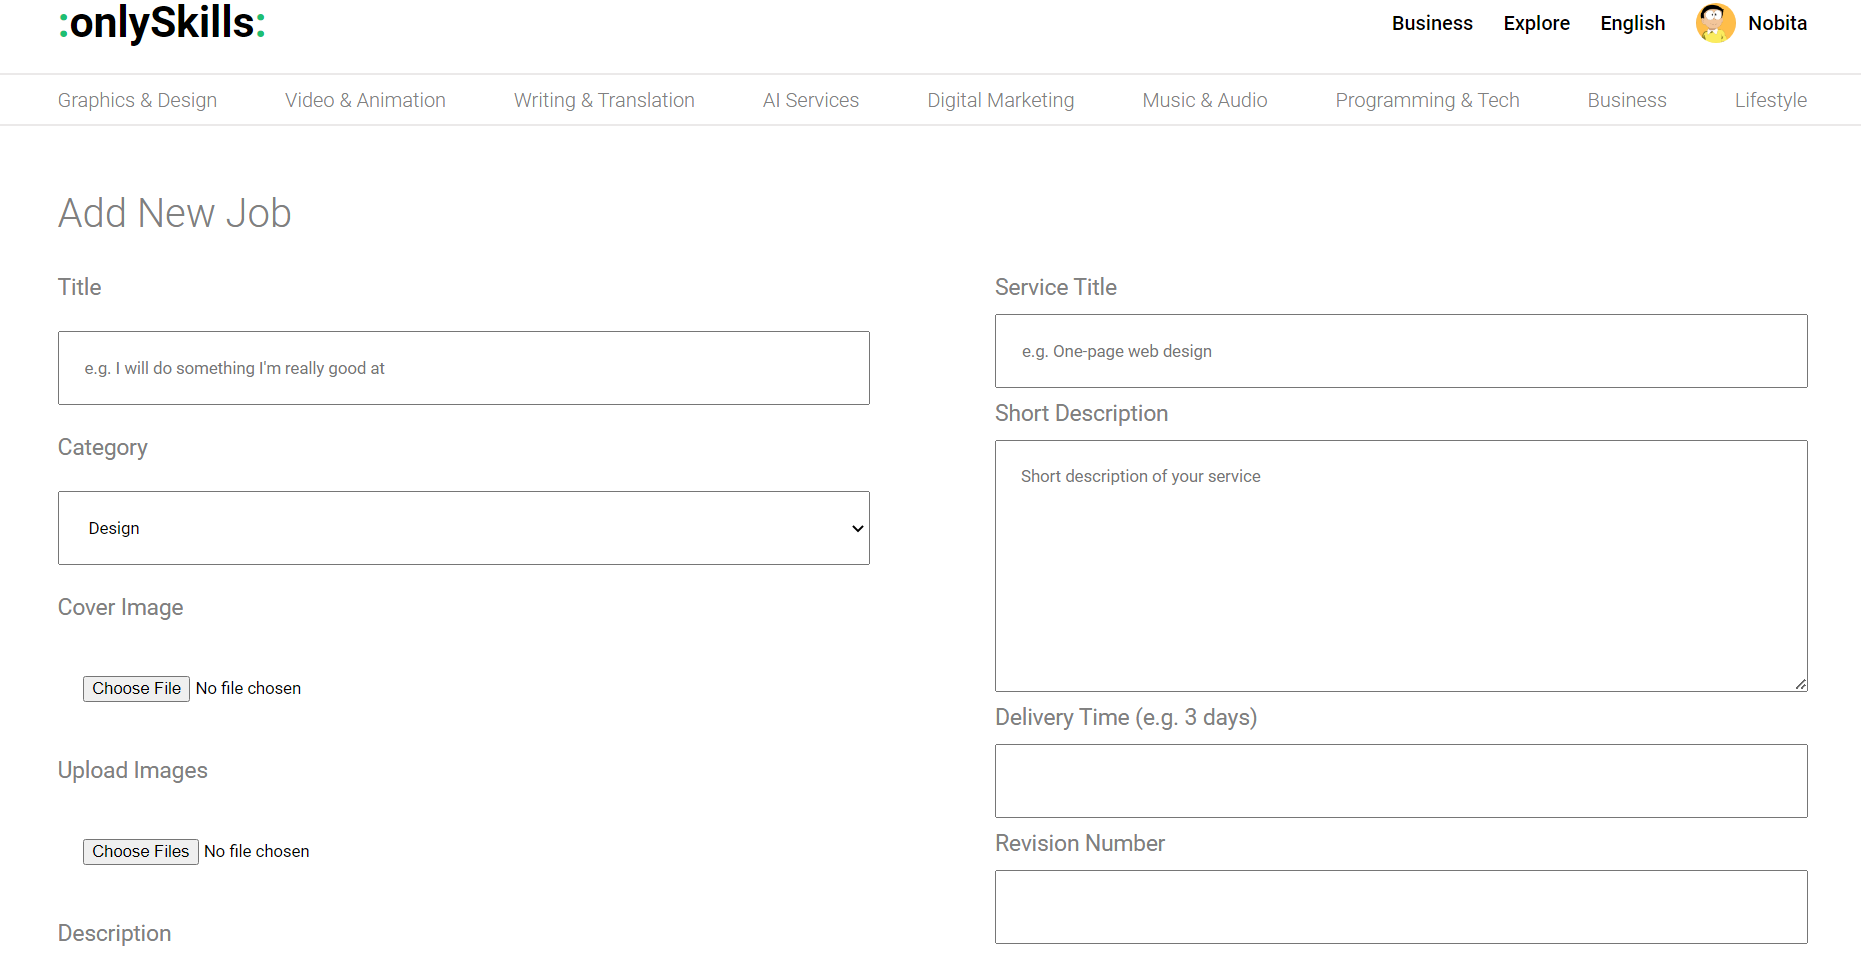 :onlySkills:
Business Explore English Nobita
Graphics & Design Video & Animation Writing & Translation AI Services Digital Marketing Music & Audio Programming & Tech Business Lifestyle
Add New Job
Title
e.g. I will do something I'm really good at
Category
Design
Cover Image
Choose File No file chosen
Upload Images
Choose Files No file chosen
Description
Service Title
e.g. One-page web design
Short Description
Short description of your service
Delivery Time (e.g. 3 days)
Revision Number